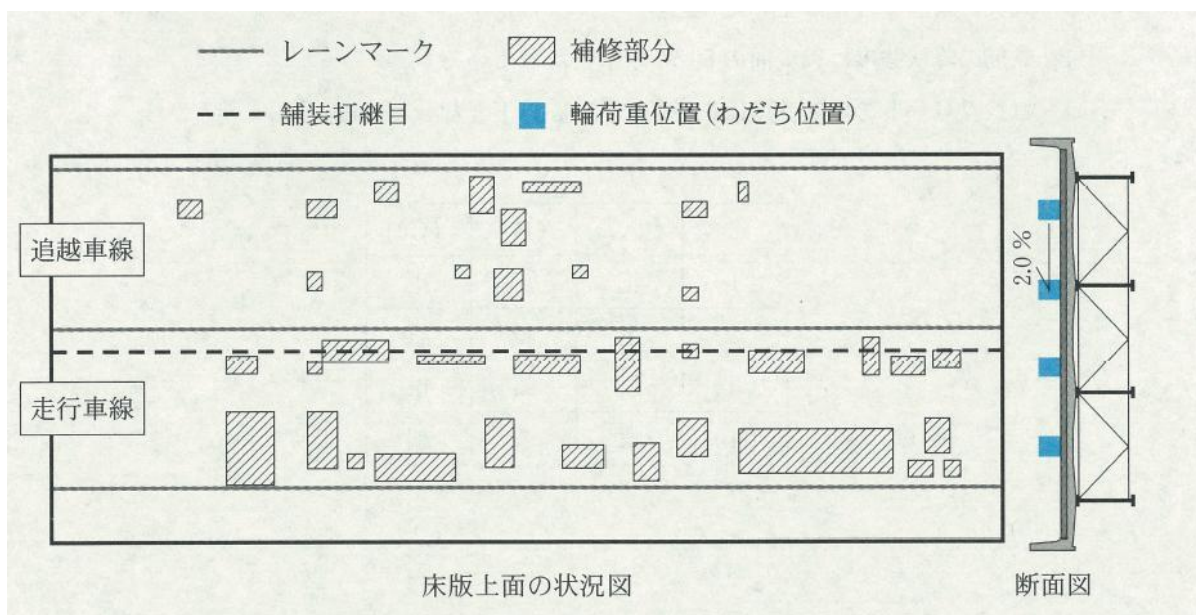 レーンマーク
補修部分
舗装打継目
輪荷重位置(わだち位置)
追越車線
2.0 %
走行車線
床版上面の状況図
断面図